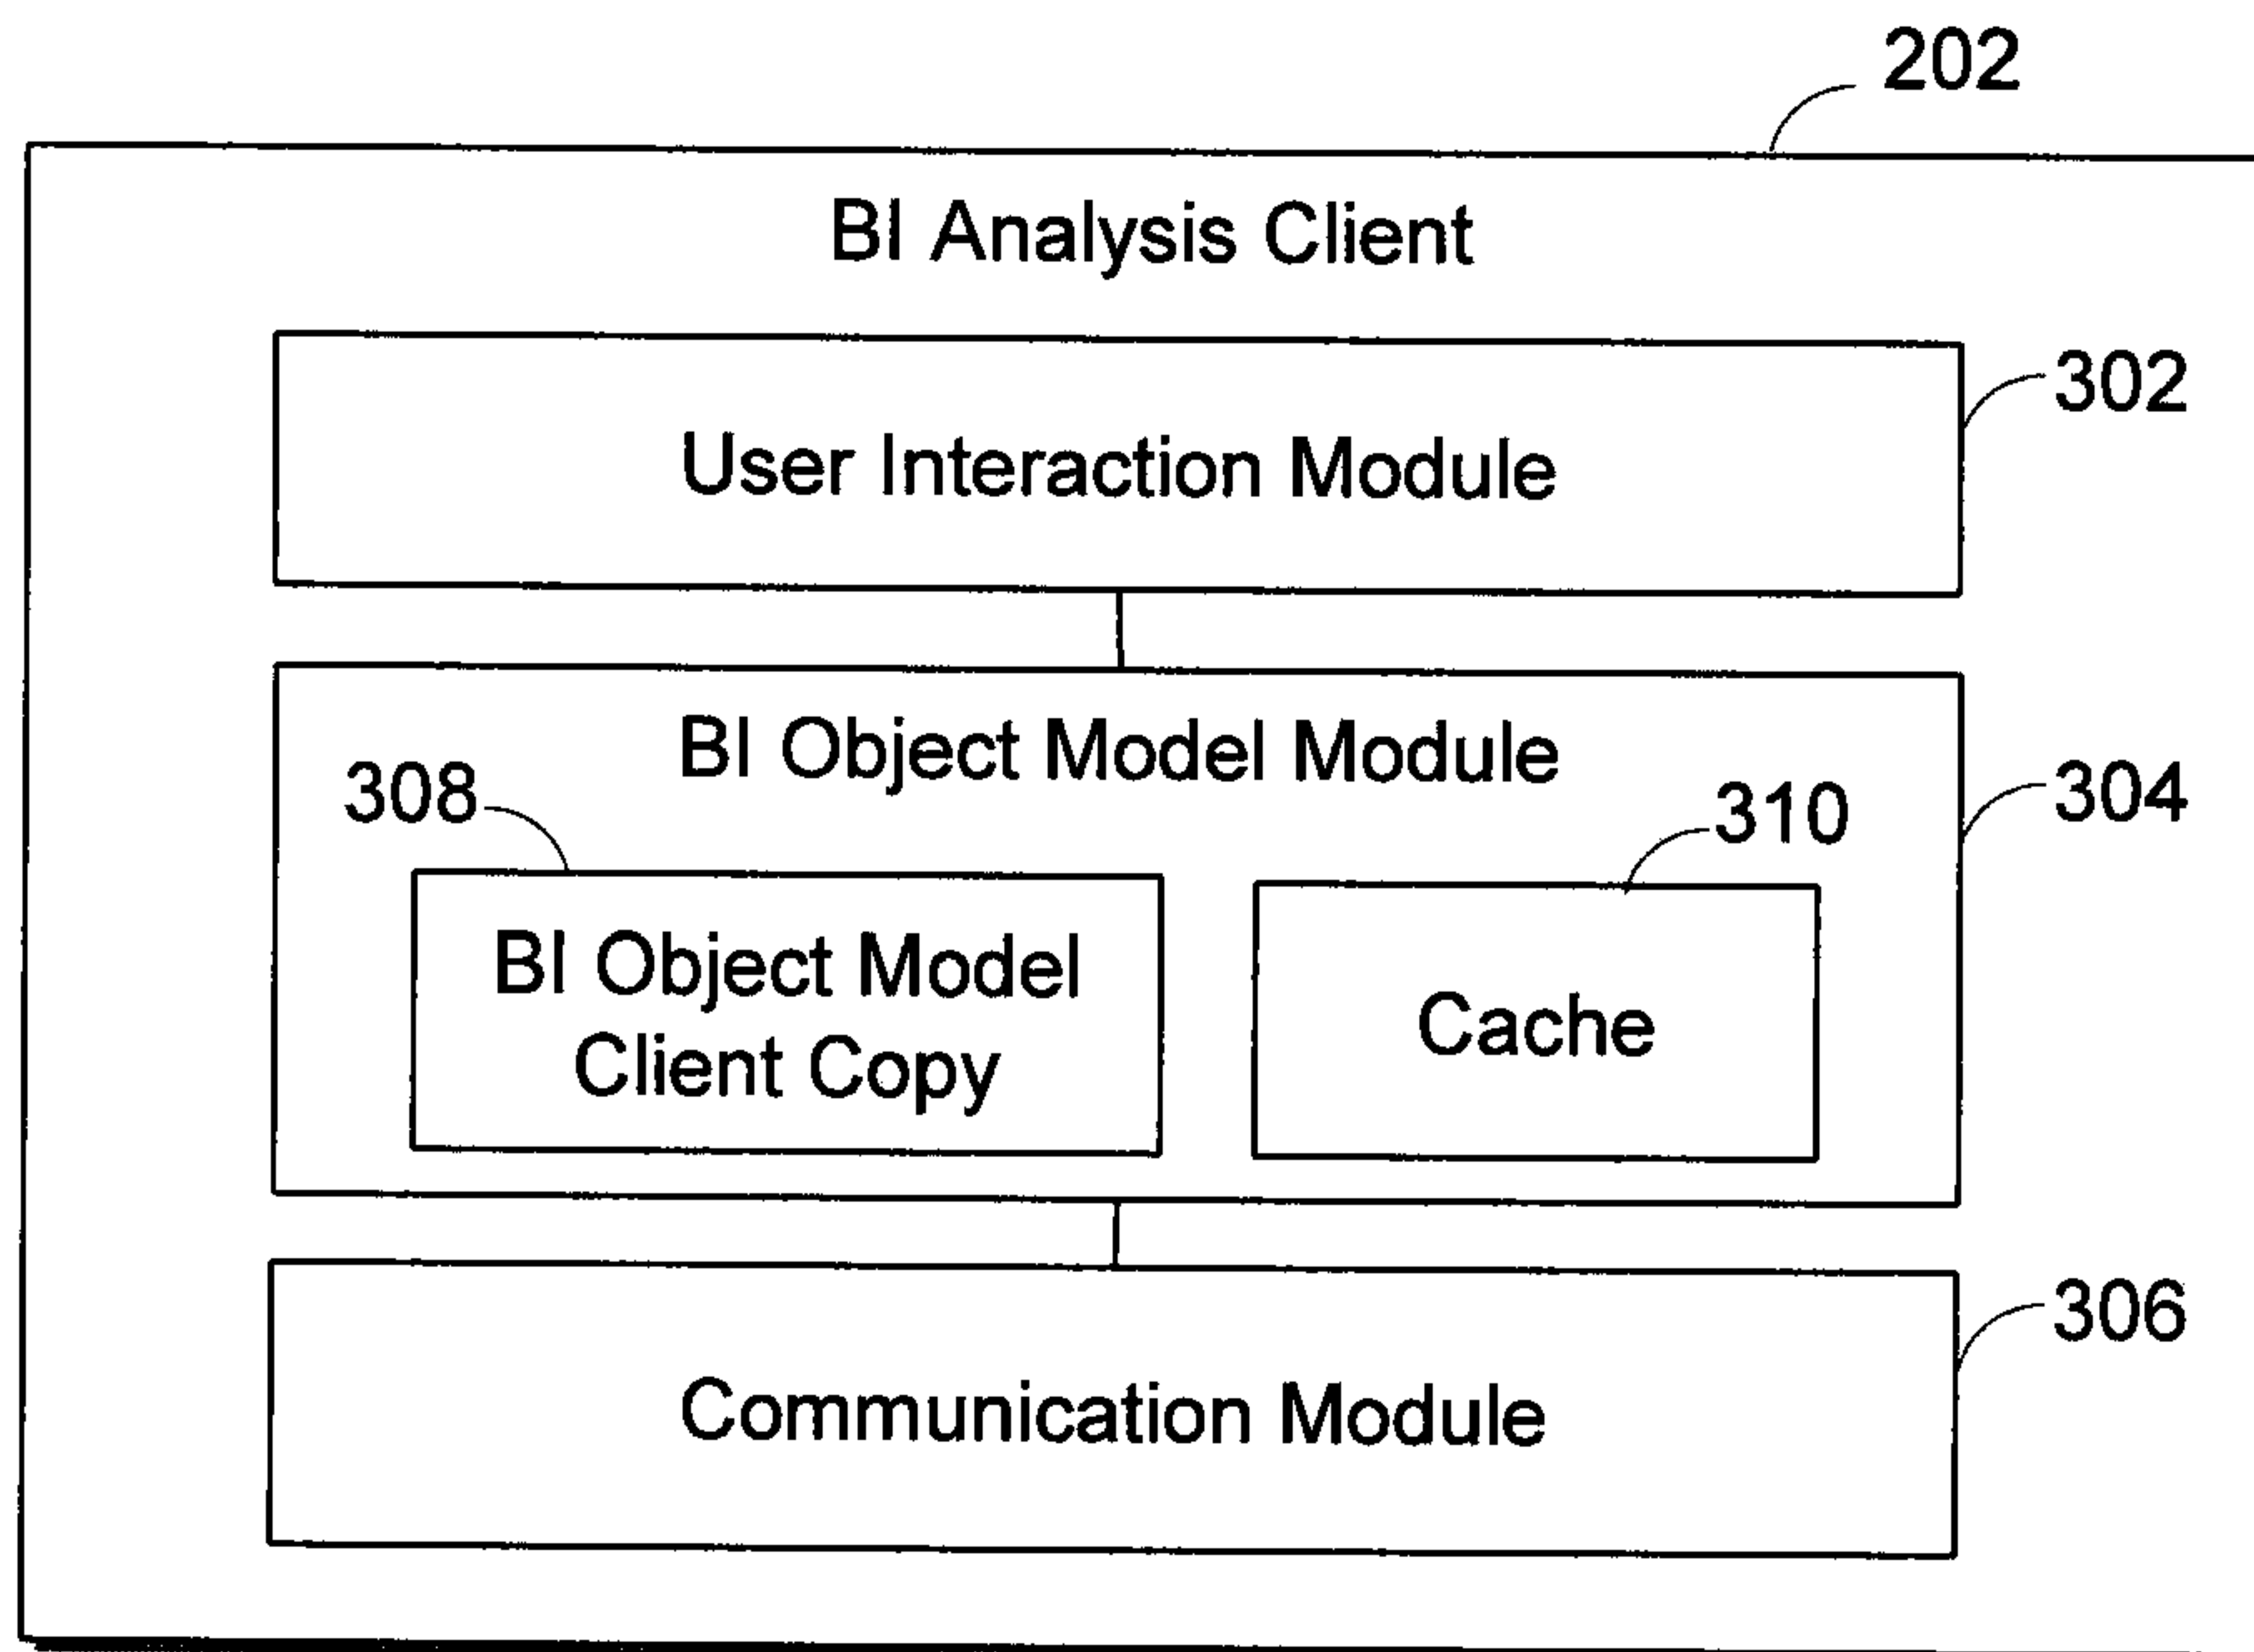 202
BI Analysis Client
302
User Interaction Module
BI Object Model Module
308
310
304
BI Object Model
Client Copy
Cache
306
Communication Module